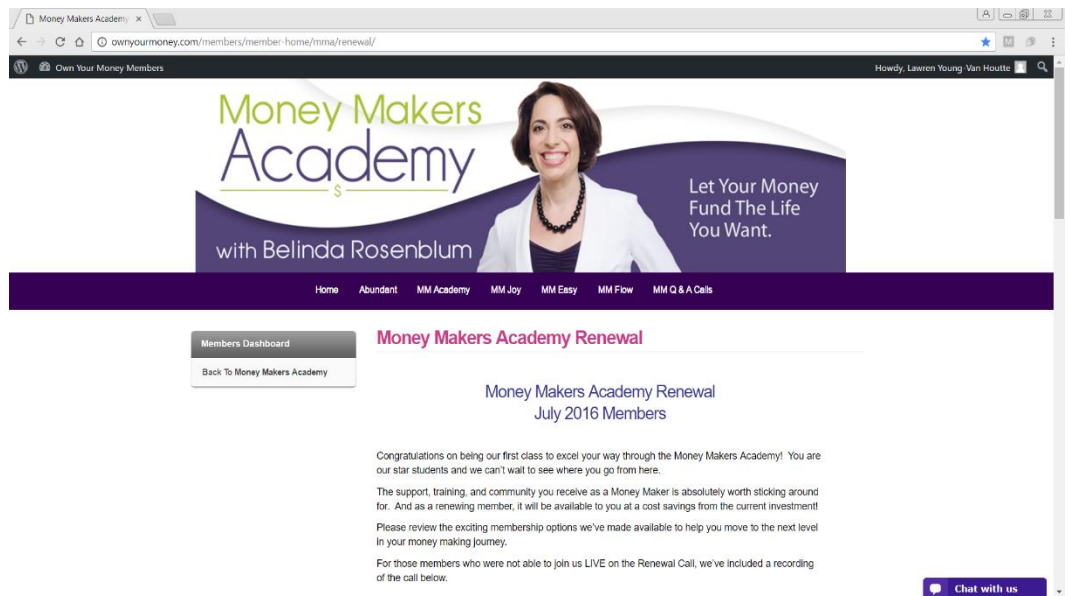 Money Makers Academy
ownyourmoney.com/members/member-home/mma/renewal/
Own Your Money Members
Howdy, Lawren Young-Van Houtte
Money Makers
Academy
$
with Belinda Rosenblum
Let Your Money
Fund The Life
You Want.
Home Abundant MM Academy MM Joy MM Easy MM Flow MM Q & A Calls
Members Dashboard
Back To Money Makers Academy
Money Makers Academy Renewal
Money Makers Academy Renewal
July 2016 Members
Congratulations on being our first class to excel your way through the Money Makers Academy! You are
our star students and we can't wait to see where you go from here.
The support, training, and community you receive as a Money Maker is absolutely worth sticking around
for. And as a renewing member, it will be available to you at a cost savings from the current investment!
Please review the exciting membership options we've made available to help you move to the next level
in your money making journey.
For those members who were not able to join us LIVE on the Renewal Call, we've included a recording
of the call below.
Chat with us